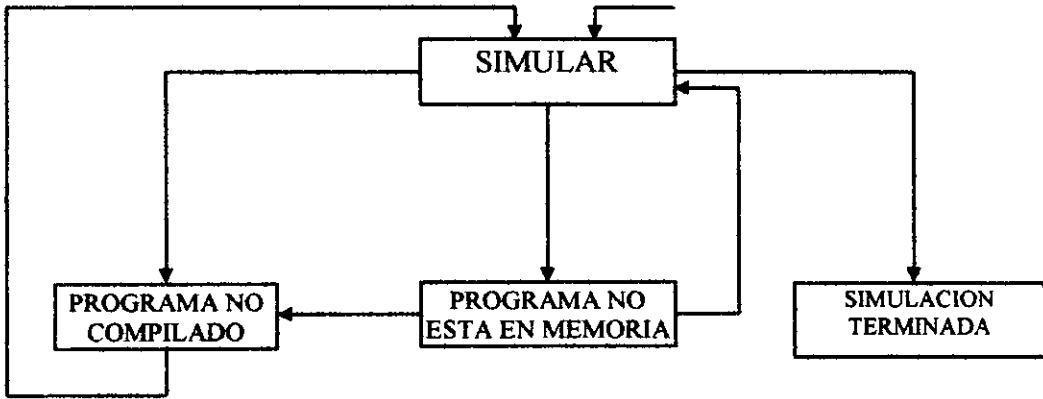 SIMULAR
PROGRAMA NO
COMPILADO
PROGRAMA NO
ESTA EN MEMORIA
SIMULACION
TERMINADA